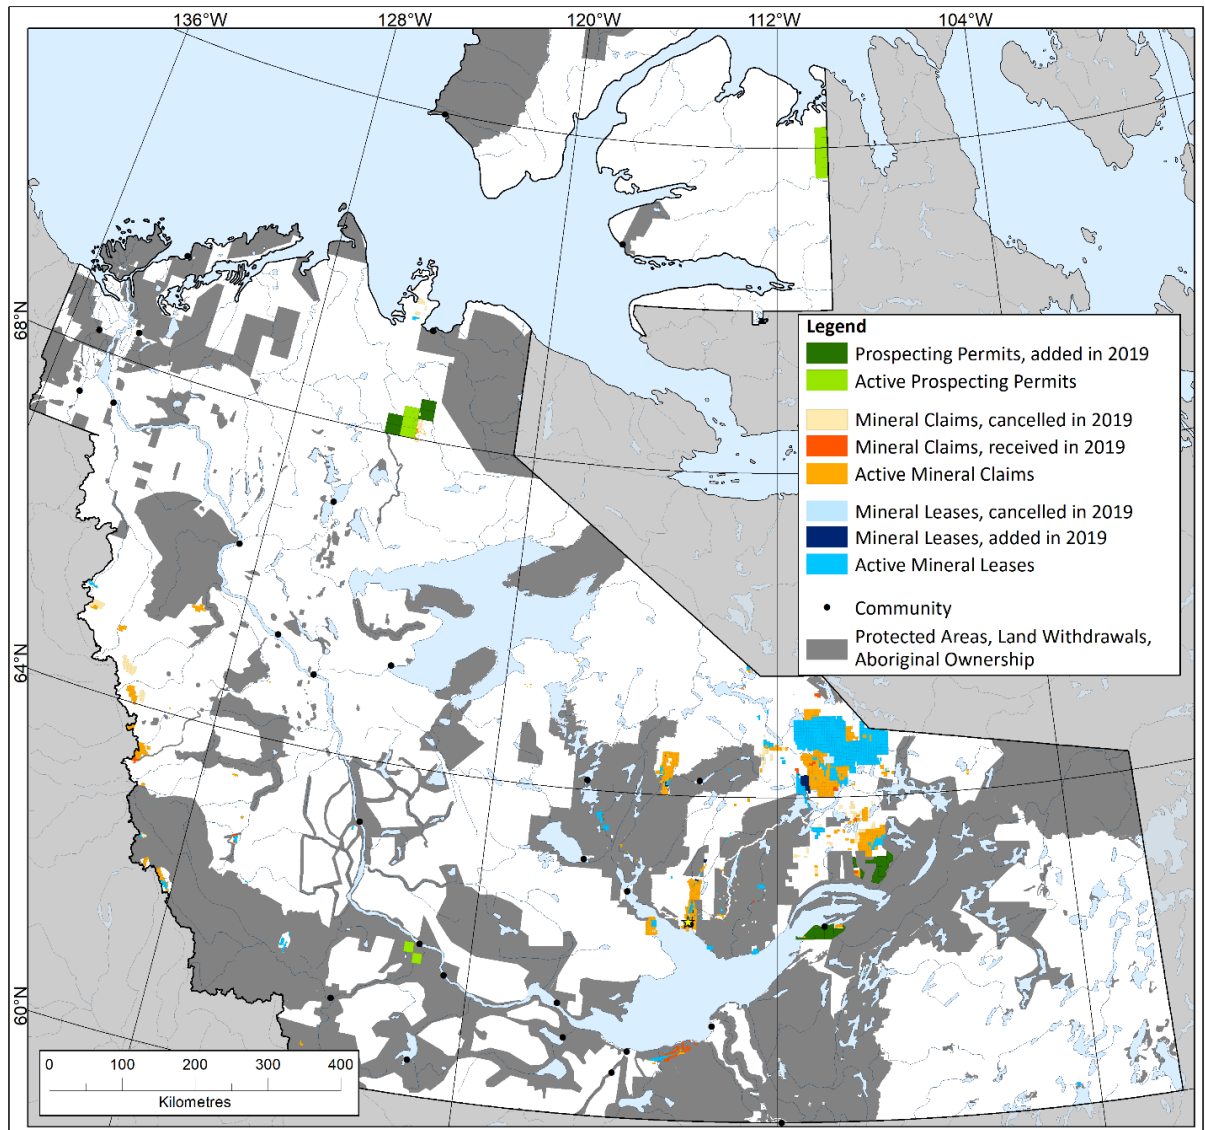 136°W 128°W 120°W 112°W 104°W
68°N
64°N
60°N
Legend
Prospecting Permits, added in 2019
Active Prospecting Permits
Mineral Claims, cancelled in 2019
Mineral Claims, received in 2019
Active Mineral Claims
Mineral Leases, cancelled in 2019
Mineral Leases, added in 2019
Active Mineral Leases
Community
Protected Areas, Land Withdrawals,
Aboriginal Ownership
0 100 200 300 400
Kilometres